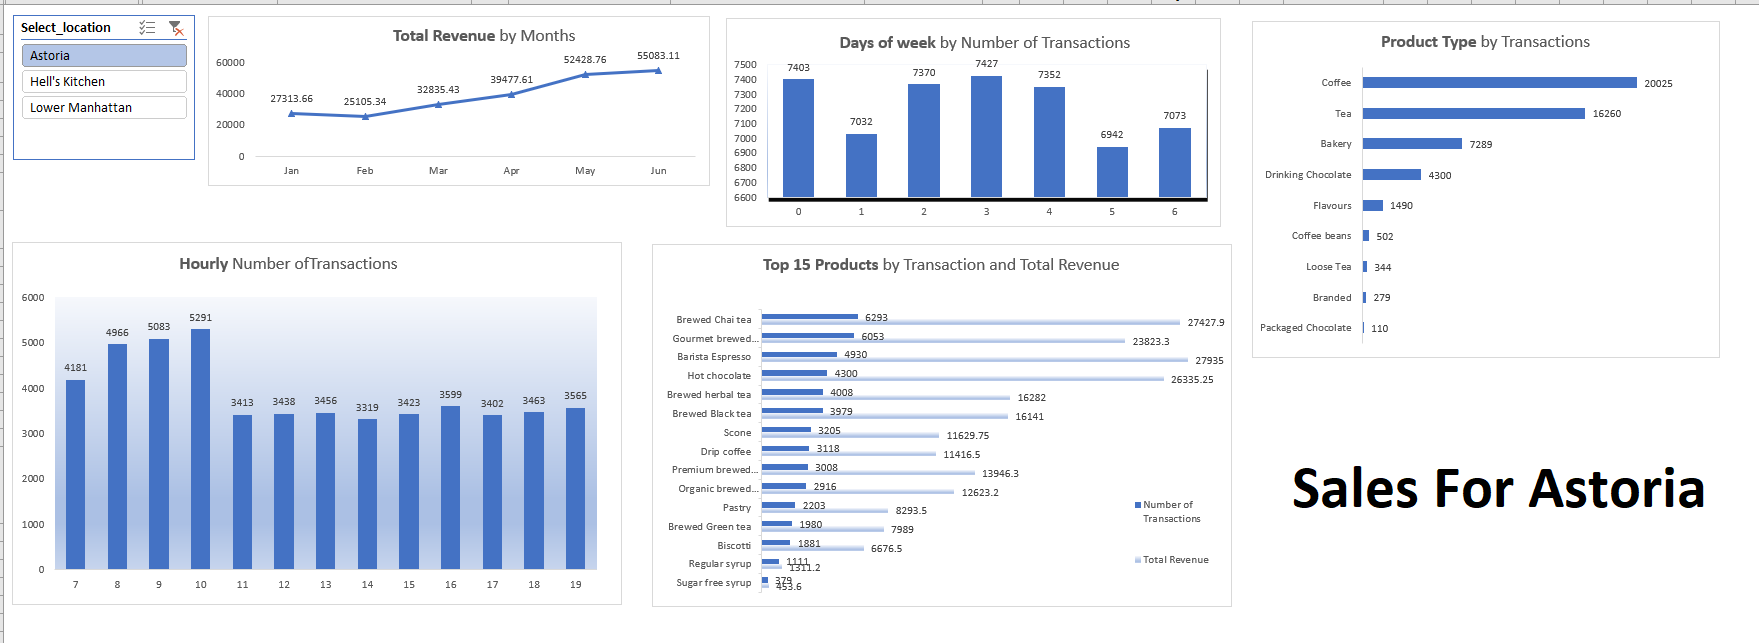 Select_location
Astoria
Hell's Kitchen
Lower Manhattan
Total Revenue by Months
60000
40000
20000
0
27313.66
25105.34
32835.43
39477.61
52428.76
55083.11
Jan Feb Mar Apr May Jun
Days of week by Number of Transactions
7500
7400
7300
7200
7100
7000
6900
6800
6700
6600
7403
7032
7370
7427
7352
6942
7073
0 1 2 3 4 5 6
Product Type by Transactions
Coffee 20025
Tea 16260
Bakery 7289
Drinking Chocolate 4300
Flavours 1490
Coffee beans 502
Loose Tea 344
Branded 279
Packaged Chocolate 110
Hourly Number ofTransactions
6000
5000
4000
3000
2000
1000
0
4181
4966
5083
5291
3413
3438
3456
3319
3423
3599
3402
3463
3565
7 8 9 10 11 12 13 14 15 16 17 18 19
Top 15 Products by Transaction and Total Revenue
Brewed Chai tea 6293 27427.9
Gourmet brewed... 6053 23823.3
Barista Espresso 4930 27935
Hot chocolate 4300 26335.25
Brewed herbal tea 4008 16282
Brewed Black tea 3979 16141
Scone 3205 11629.75
Drip coffee 3118 11416.5
Premium brewed... 3008 13946.3
Organic brewed... 2916 12623.2
Pastry 2203 8293.5
Brewed Green tea 1980 7989
Biscotti 1881 6676.5
Regular syrup 1111 1311.2
Sugar free syrup 379 453.6
Number of
Transactions
Total Revenue
Sales For Astoria